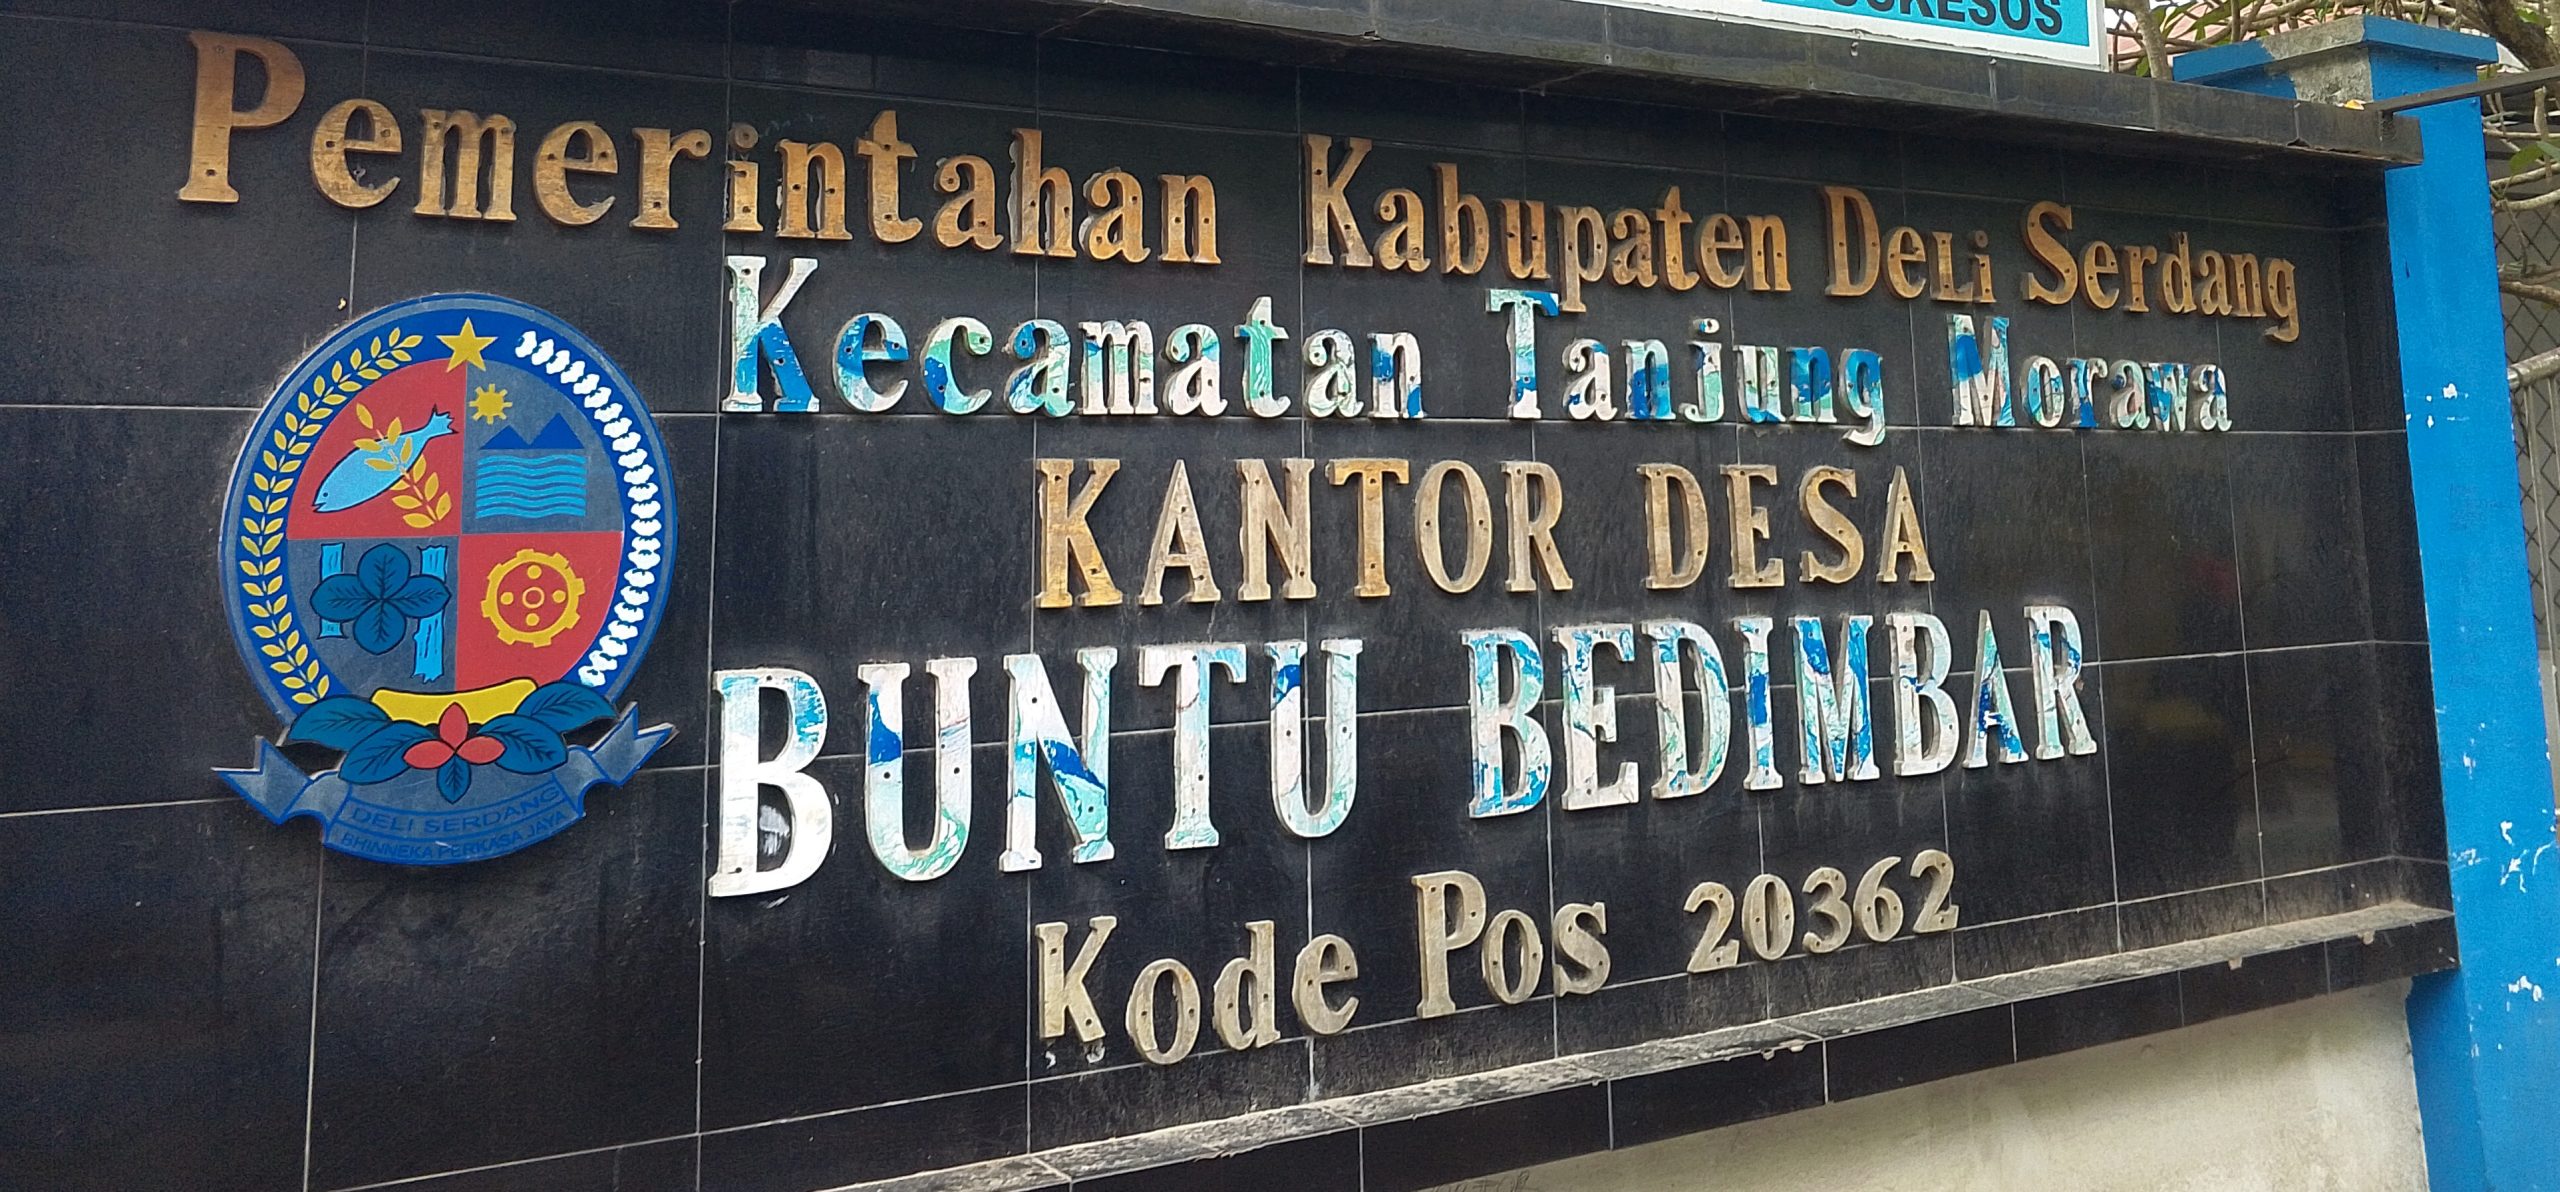 Pemerintahan Kabupaten DeLi Serdang
Kecamatan Tanjung Morawa
KANTOR DESA
BUNTU BEDIMBAR
Kode Pos 20362
DELI SERDANG
BHINNEKA PERKASA JAYA